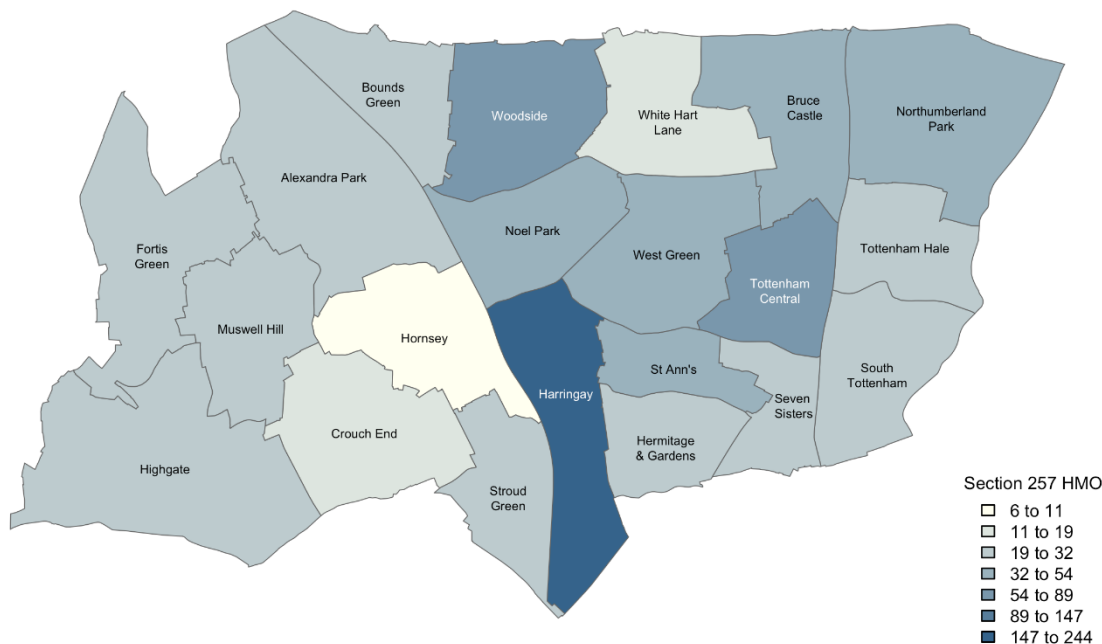 Bounds
Green
Woodside
White Hart
Lane
Bruce
Castle
Northumberland
Park
Alexandra Park
Noel Park
Fortis
Green
West Green
Tottenham Hale
Tottenham
Central
Muswell Hill
Hornsey
St Ann's
South
Tottenham
Harringay
Seven
Sisters
Crouch End
Hermitage
& Gardens
Highgate
Stroud
Green
Section 257 HMO
6 to 11
11 to 19
19 to 32
32 to 54
54 to 89
89 to 147
147 to 244